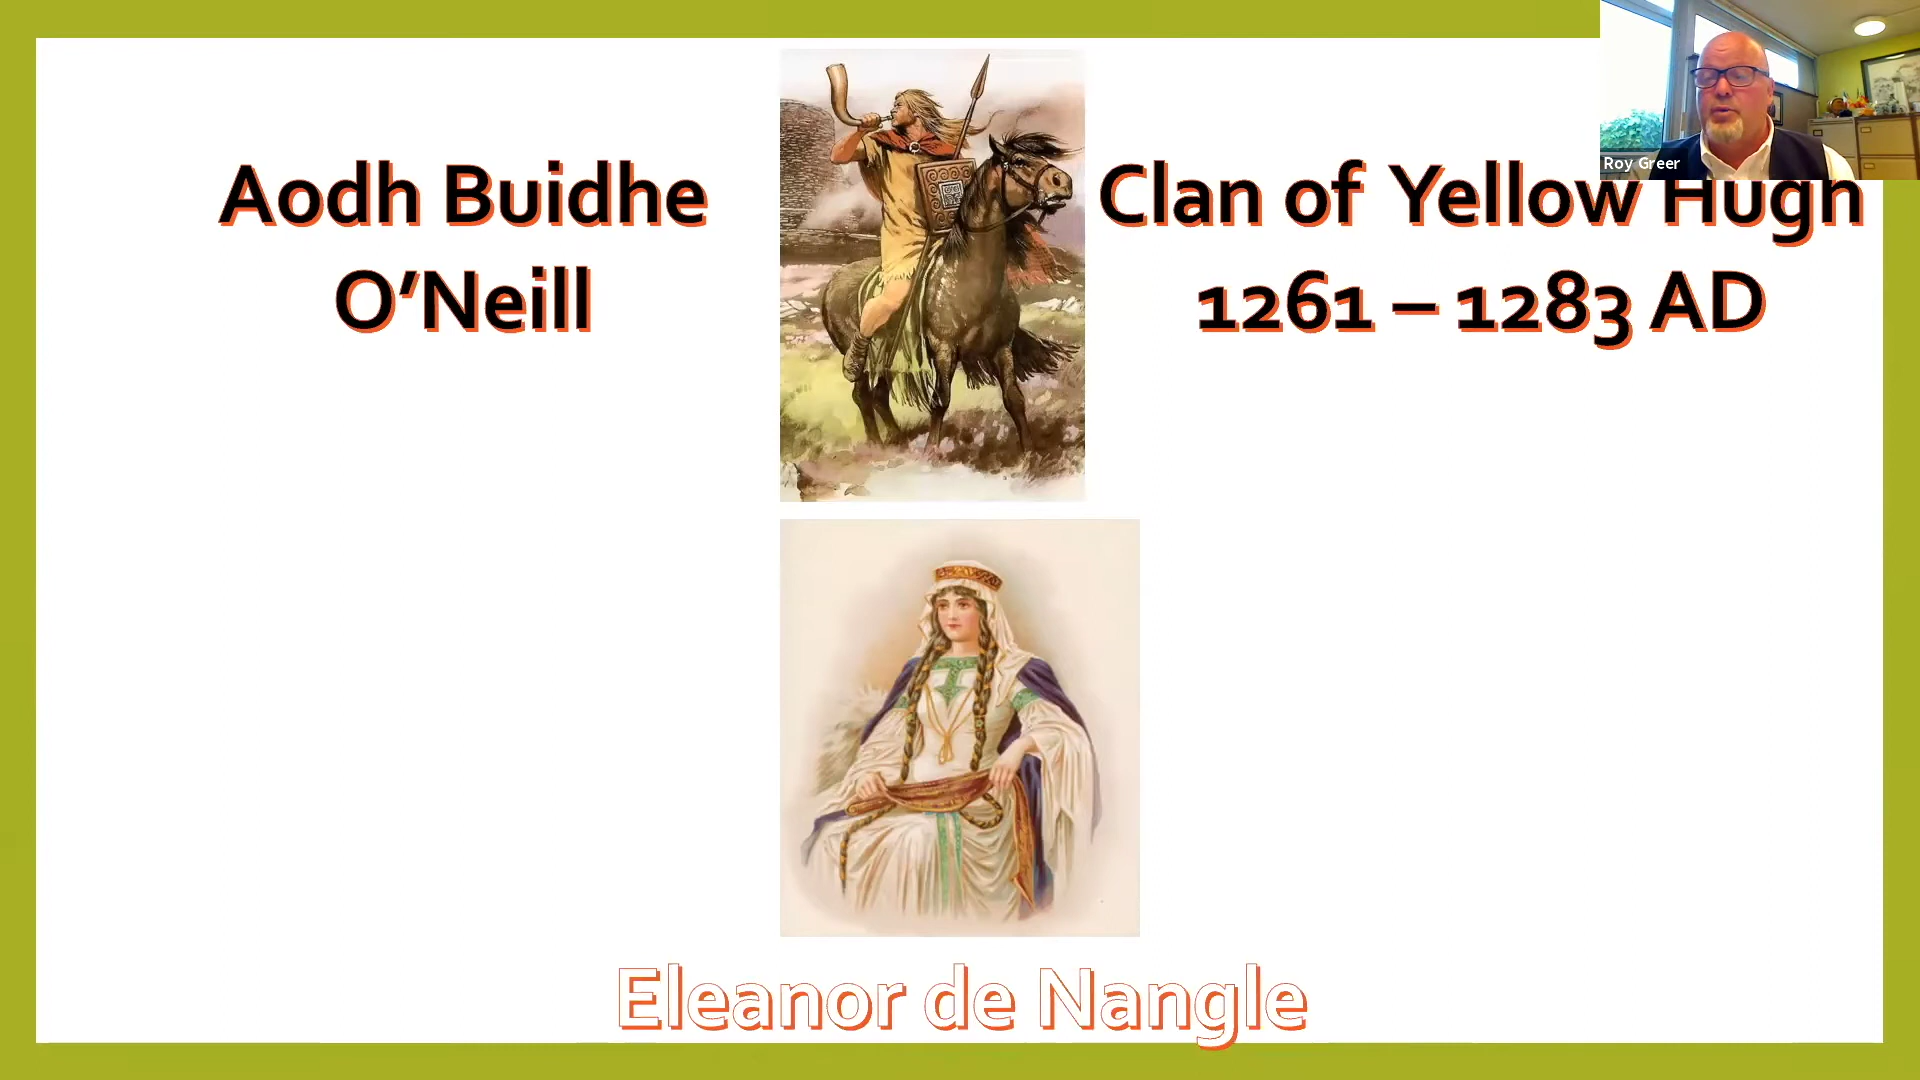 Roy Greer
Aodh Buidhe
O’Neill
Clan of Yellow Hugh
1261 – 1283 AD
Eleanor de Nangle